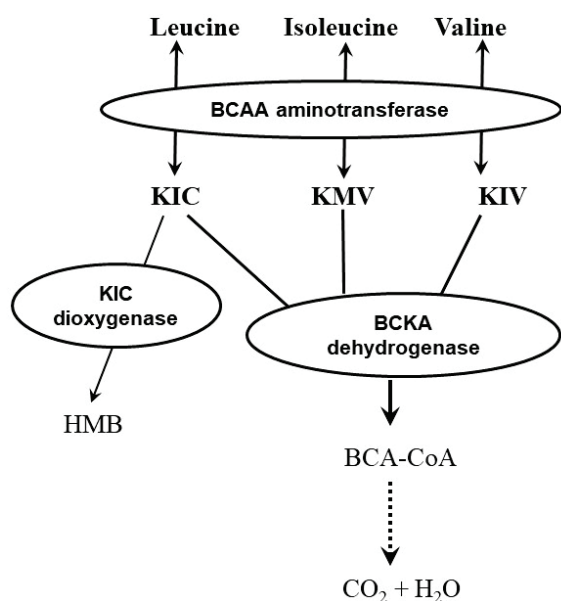 Leucine Isoleucine Valine
BCAA aminotransferase
KIC KMV KIV
KIC
dioxygenase
BCKA
dehydrogenase
HMB
BCA-CoA
CO₂ + H₂O